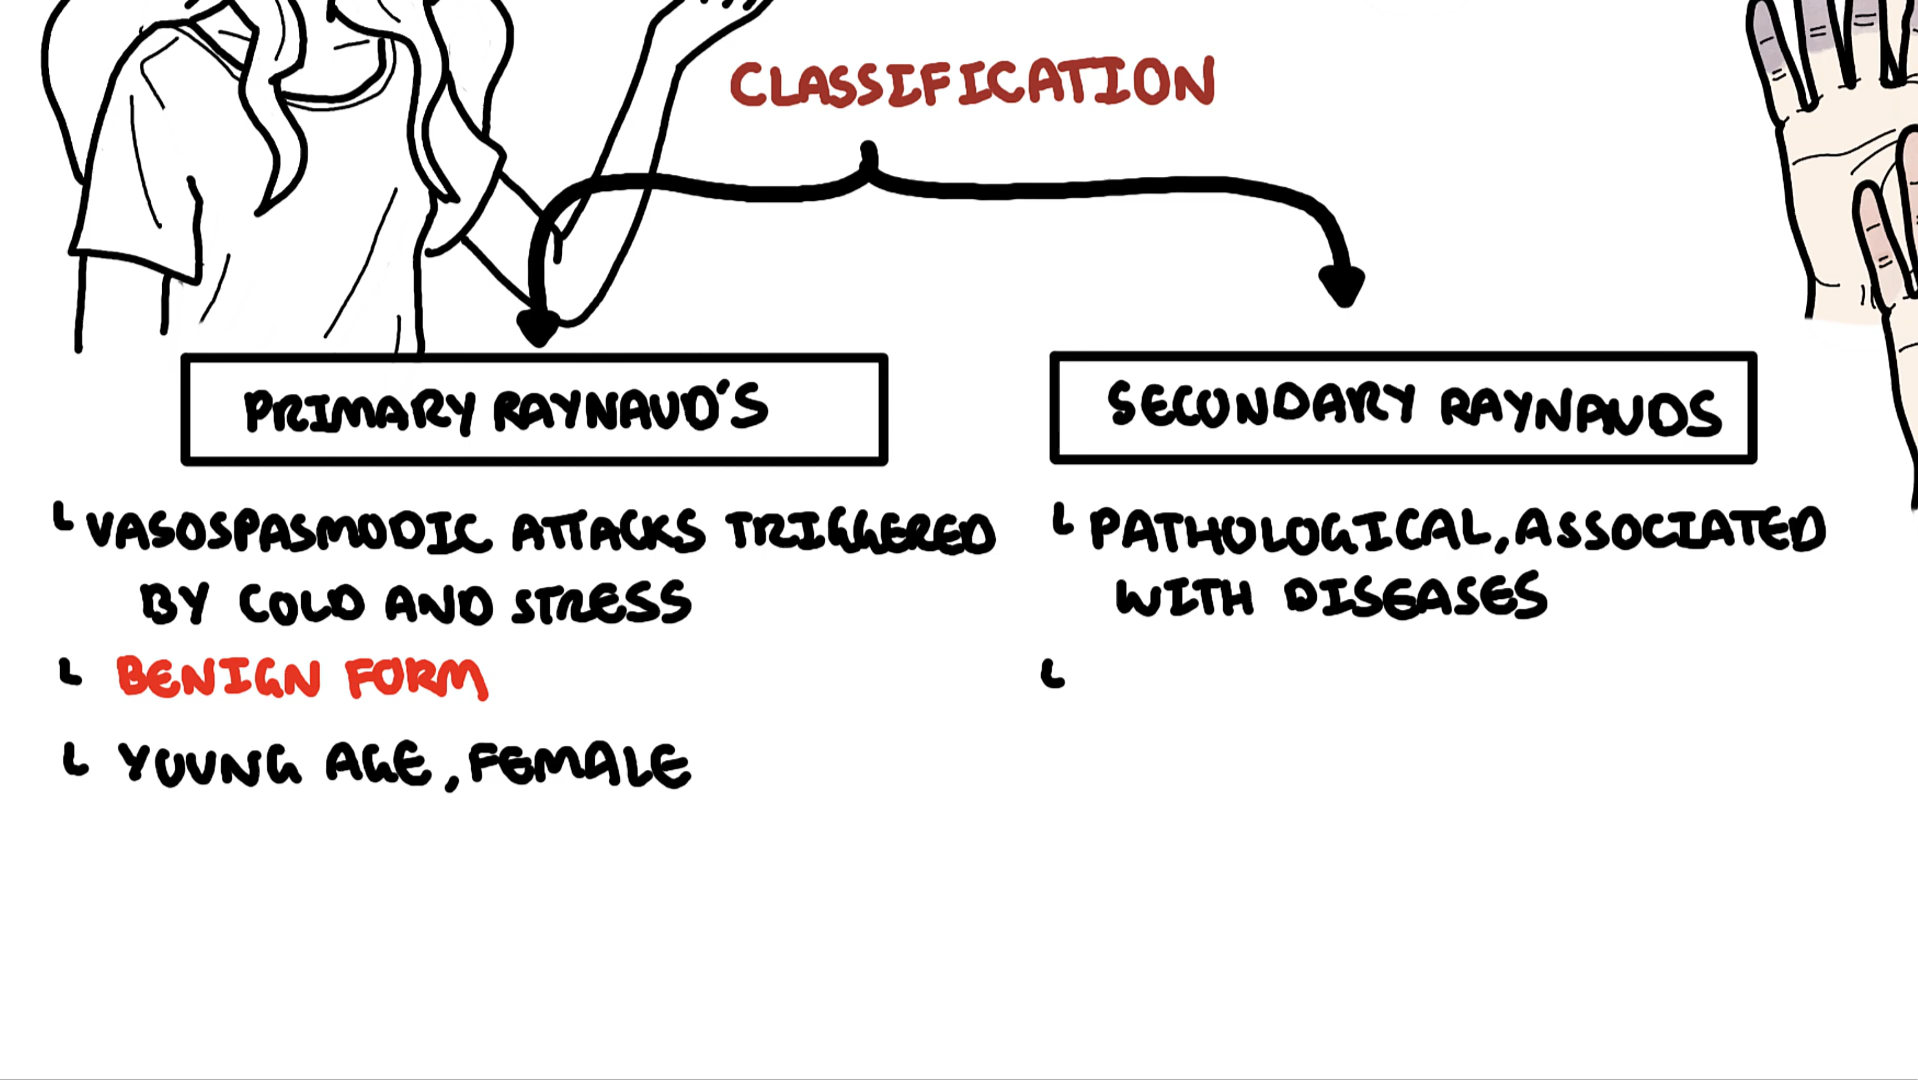 CLASSIFICATION
PRIMARY RAYNAUD'S
VASOSPASMODIC ATTACKS TRIGGERED
BY COLD AND STRESS
BENIGN FORM
YOUNG AGE, FEMALE
SECONDARY RAYNAUDS
PATHOLOGICAL, ASSOCIATED
WITH DISEASES